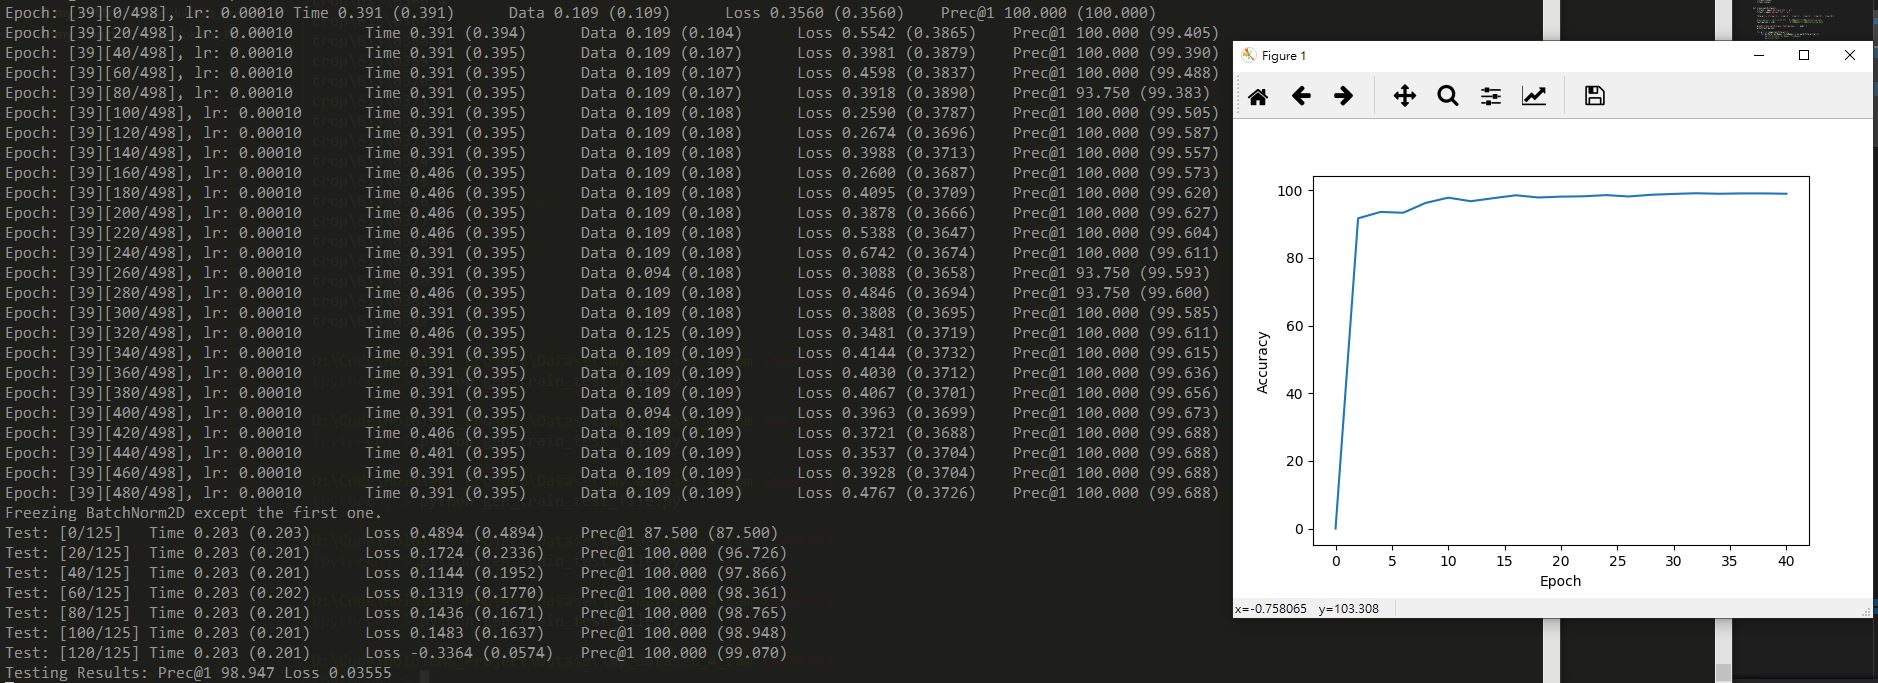 Epoch: [39][0/498], lr: 0.00010 Time 0.391 (0.391) Data 0.109 (0.109) Loss 0.3560 (0.3560) Prec@1 100.000 (100.000)
Epoch: [39][20/498], lr: 0.00010 Time 0.391 (0.394) Data 0.109 (0.104) Loss 0.5542 (0.3865) Prec@1 100.000 (99.405)
Epoch: [39][40/498], lr: 0.00010 Time 0.391 (0.395) Data 0.109 (0.107) Loss 0.3981 (0.3879) Prec@1 100.000 (99.390)
Epoch: [39][60/498], lr: 0.00010 Time 0.391 (0.395) Data 0.109 (0.107) Loss 0.4598 (0.3837) Prec@1 100.000 (99.488)
Epoch: [39][80/498], lr: 0.00010 Time 0.391 (0.395) Data 0.109 (0.107) Loss 0.3918 (0.3890) Prec@1 93.750 (99.383)
Epoch: [39][100/498], lr: 0.00010 Time 0.391 (0.395) Data 0.109 (0.108) Loss 0.2590 (0.3787) Prec@1 100.000 (99.505)
Epoch: [39][120/498], lr: 0.00010 Time 0.391 (0.395) Data 0.109 (0.108) Loss 0.2674 (0.3696) Prec@1 100.000 (99.587)
Epoch: [39][140/498], lr: 0.00010 Time 0.391 (0.395) Data 0.109 (0.108) Loss 0.3988 (0.3713) Prec@1 100.000 (99.557)
Epoch: [39][160/498], lr: 0.00010 Time 0.406 (0.395) Data 0.109 (0.108) Loss 0.2600 (0.3687) Prec@1 100.000 (99.573)
Epoch: [39][180/498], lr: 0.00010 Time 0.406 (0.395) Data 0.109 (0.108) Loss 0.4095 (0.3709) Prec@1 100.000 (99.620)
Epoch: [39][200/498], lr: 0.00010 Time 0.406 (0.395) Data 0.109 (0.108) Loss 0.3878 (0.3666) Prec@1 100.000 (99.627)
Epoch: [39][220/498], lr: 0.00010 Time 0.406 (0.395) Data 0.109 (0.108) Loss 0.5388 (0.3647) Prec@1 100.000 (99.604)
Epoch: [39][240/498], lr: 0.00010 Time 0.391 (0.395) Data 0.109 (0.108) Loss 0.6742 (0.3674) Prec@1 100.000 (99.611)
Epoch: [39][260/498], lr: 0.00010 Time 0.391 (0.395) Data 0.094 (0.108) Loss 0.3088 (0.3658) Prec@1 93.750 (99.593)
Epoch: [39][280/498], lr: 0.00010 Time 0.406 (0.395) Data 0.109 (0.108) Loss 0.4846 (0.3694) Prec@1 93.750 (99.600)
Epoch: [39][300/498], lr: 0.00010 Time 0.391 (0.395) Data 0.109 (0.108) Loss 0.3808 (0.3695) Prec@1 100.000 (99.585)
Epoch: [39][320/498], lr: 0.00010 Time 0.406 (0.395) Data 0.125 (0.109) Loss 0.3481 (0.3719) Prec@1 100.000 (99.611)
Epoch: [39][340/498], lr: 0.00010 Time 0.391 (0.395) Data 0.109 (0.109) Loss 0.4144 (0.3732) Prec@1 100.000 (99.615)
Epoch: [39][360/498], lr: 0.00010 Time 0.391 (0.395) Data 0.109 (0.109) Loss 0.4030 (0.3712) Prec@1 100.000 (99.636)
Epoch: [39][380/498], lr: 0.00010 Time 0.391 (0.395) Data 0.109 (0.109) Loss 0.4067 (0.3701) Prec@1 100.000 (99.656)
Epoch: [39][400/498], lr: 0.00010 Time 0.391 (0.395) Data 0.094 (0.109) Loss 0.3963 (0.3699) Prec@1 100.000 (99.673)
Epoch: [39][420/498], lr: 0.00010 Time 0.406 (0.395) Data 0.109 (0.109) Loss 0.3721 (0.3688) Prec@1 100.000 (99.688)
Epoch: [39][440/498], lr: 0.00010 Time 0.401 (0.395) Data 0.109 (0.109) Loss 0.3537 (0.3704) Prec@1 100.000 (99.688)
Epoch: [39][460/498], lr: 0.00010 Time 0.391 (0.395) Data 0.109 (0.109) Loss 0.3928 (0.3704) Prec@1 100.000 (99.688)
Epoch: [39][480/498], lr: 0.00010 Time 0.391 (0.395) Data 0.109 (0.109) Loss 0.4767 (0.3726) Prec@1 100.000 (99.688)
Freezing BatchNorm2D except the first one.
Test: [0/125] Time 0.203 (0.203) Loss 0.4894 (0.4894) Prec@1 87.500 (87.500)
Test: [20/125] Time 0.203 (0.201) Loss 0.1724 (0.2336) Prec@1 100.000 (96.726)
Test: [40/125] Time 0.203 (0.201) Loss 0.1144 (0.1952) Prec@1 100.000 (97.866)
Test: [60/125] Time 0.203 (0.202) Loss 0.1319 (0.1770) Prec@1 100.000 (98.361)
Test: [80/125] Time 0.203 (0.201) Loss 0.1436 (0.1671) Prec@1 100.000 (98.765)
Test: [100/125] Time 0.203 (0.201) Loss 0.1483 (0.1637) Prec@1 100.000 (98.948)
Test: [120/125] Time 0.203 (0.201) Loss -0.3364 (0.0574) Prec@1 100.000 (99.070)
Testing Results: Prec@1 98.947 Loss 0.03555
Figure 1
100
80
60
40
20
0
Accuracy
0 5 10 15 20 25 30 35 40
Epoch
x=-0.758065 y=103.308